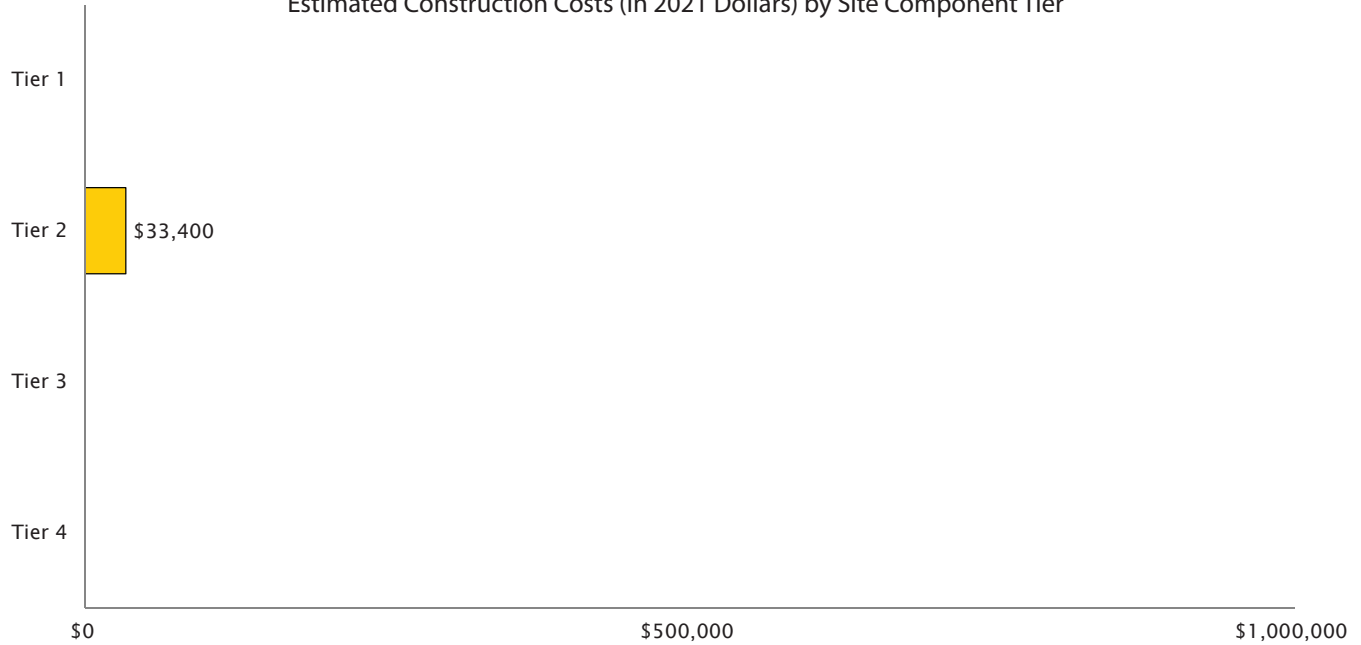 Estimated Construction Costs (in 2021 Dollars) by Site Component Tier
Tier 1
Tier 2
$33,400
Tier 3
Tier 4
$0
$500,000
$1,000,000